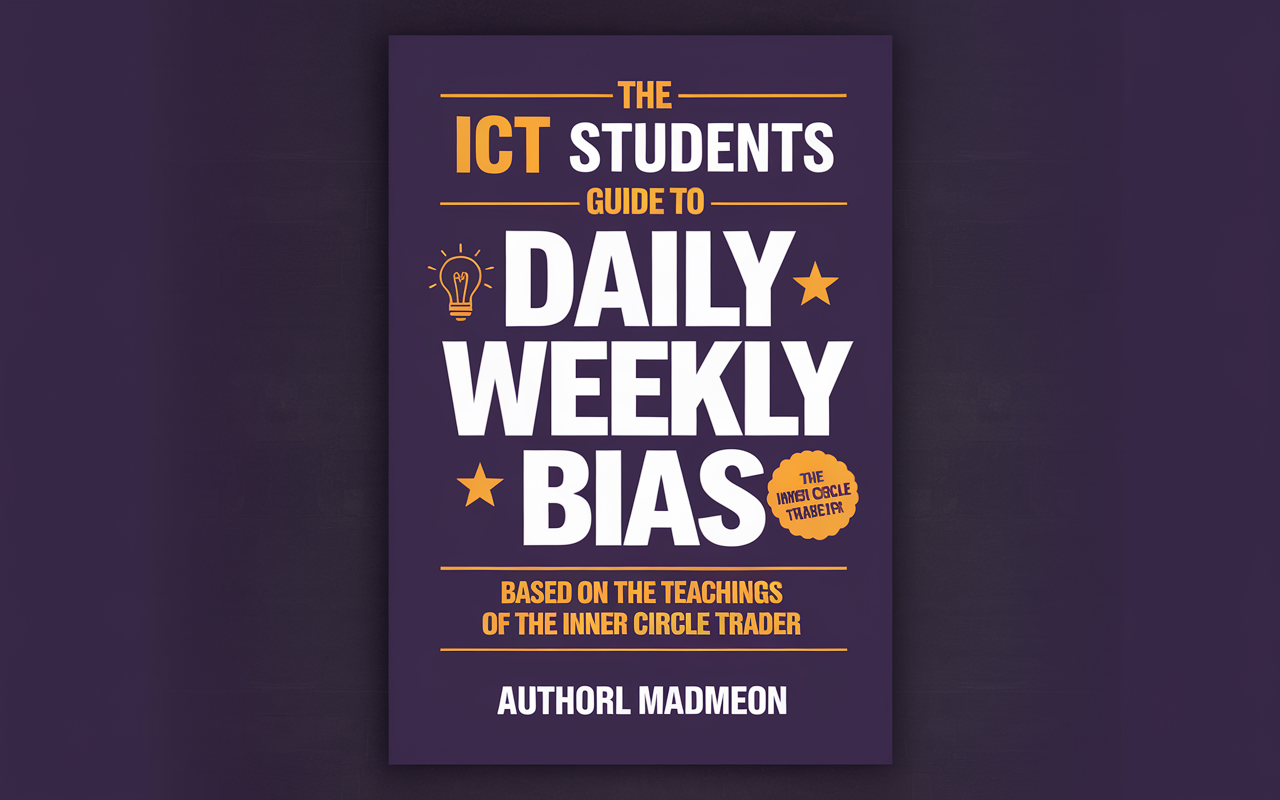 THE
ICT STUDENTS
GUIDE TO
DAILY
WEEKLY
BIAS
THE
BASED ON THE TEACHINGS
OF THE INNER CIRCLE TRADER
AUTHORL MADMEON